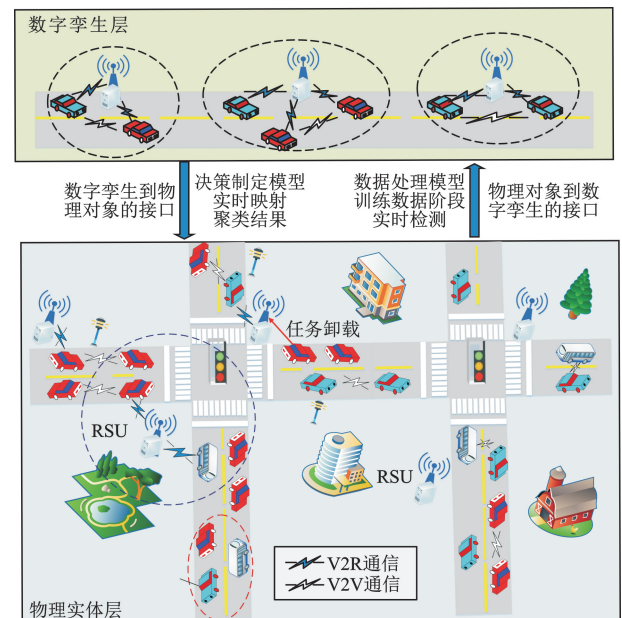 数字孪生层
数字孪生到物
理对象的接口
决策制定模型
实时映射
聚类结果
数据处理模型
训练数据阶段
实时检测
物理对象到数
字孪生的接口
任务卸载
RSU
RSU
V2R通信
V2V通信
物理实体层